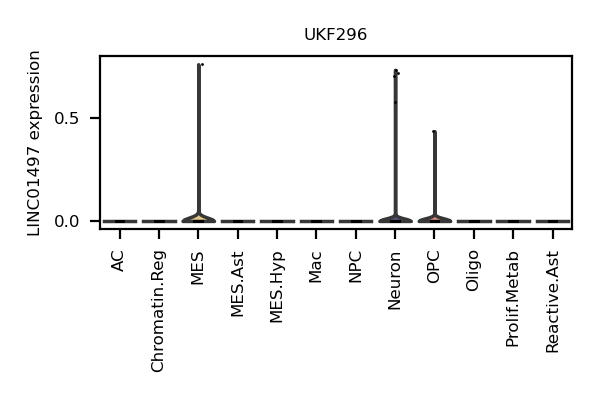 UKF296
LINC01497 expression
0.5
0.0
AC
Chromatin.Reg
MES
MES.Ast
MES.Hyp
Mac
NPC
Neuron
OPC
Oligo
Prolif.Metab
Reactive.Ast